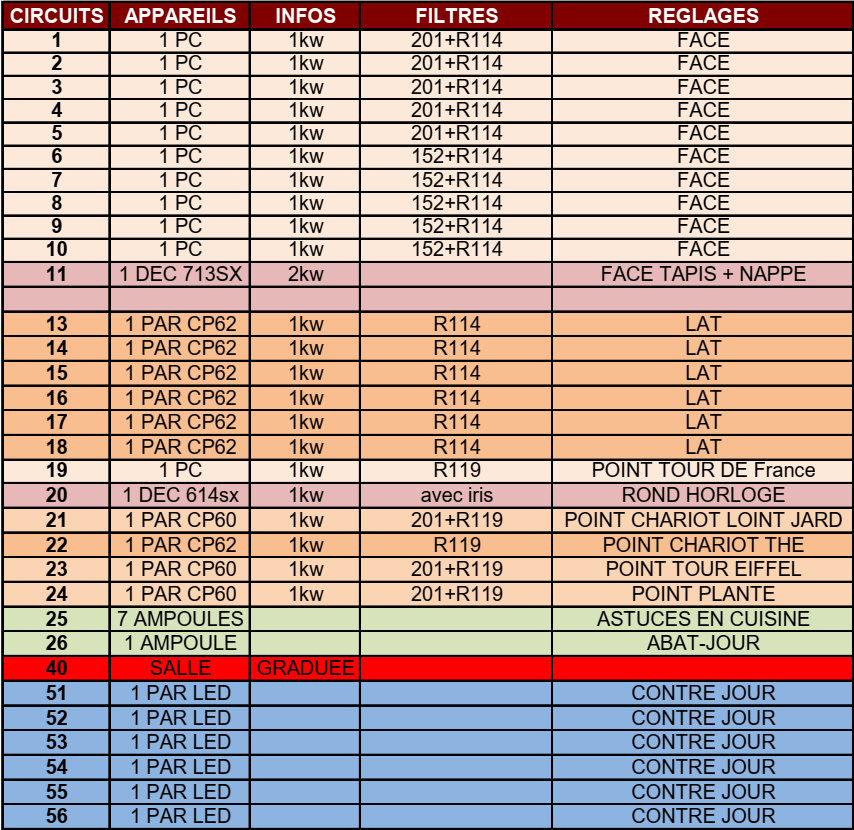 CIRCUITS APPAREILS INFOS FILTRES REGLAGES
1 1 PC 1kw 201+R114 FACE
2 1 PC 1kw 201+R114 FACE
3 1 PC 1kw 201+R114 FACE
4 1 PC 1kw 201+R114 FACE
5 1 PC 1kw 201+R114 FACE
6 1 PC 1kw 152+R114 FACE
7 1 PC 1kw 152+R114 FACE
8 1 PC 1kw 152+R114 FACE
9 1 PC 1kw 152+R114 FACE
10 1 PC 1kw 152+R114 FACE
11 1 DEC 713SX 2kw FACE TAPIS + NAPPE
13 1 PAR CP62 1kw R114 LAT
14 1 PAR CP62 1kw R114 LAT
15 1 PAR CP62 1kw R114 LAT
16 1 PAR CP62 1kw R114 LAT
17 1 PAR CP62 1kw R114 LAT
18 1 PAR CP62 1kw R114 LAT
19 1 PC 1kw R119 POINT TOUR DE France
20 1 DEC 614sx 1kw avec iris ROND HORLOGE
21 1 PAR CP60 1kw 201+R119 POINT CHARIOT LOINT JARD
22 1 PAR CP62 1kw R119 POINT CHARIOT THE
23 1 PAR CP60 1kw 201+R119 POINT TOUR EIFFEL
24 1 PAR CP60 1kw 201+R119 POINT PLANTE
25 7 AMPOULES ASTUCES EN CUISINE
26 1 AMPOULE ABAT-JOUR
40 SALLE GRADUEE
51 1 PAR LED CONTRE JOUR
52 1 PAR LED CONTRE JOUR
53 1 PAR LED CONTRE JOUR
54 1 PAR LED CONTRE JOUR
55 1 PAR LED CONTRE JOUR
56 1 PAR LED CONTRE JOUR